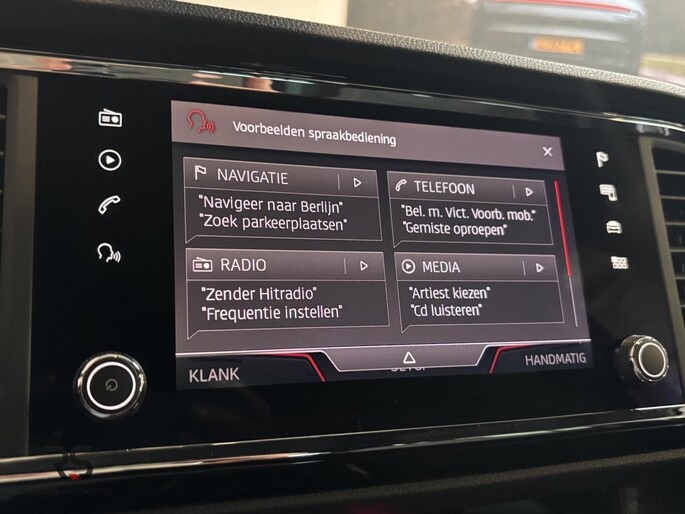 Voorbeelden spraakbediening
NAVIGATIE
"Navigeer naar Berlijn"
"Zoek parkeerplaatsen"
TELEFOON
"Bel. m. Vict. Voorb. mob."
"Gemiste oproepen"
RADIO
"Zender Hitradio"
"Frequentie instellen"
MEDIA
"Artiest kiezen"
"Cd luisteren"
KLANK
HANDMATIG